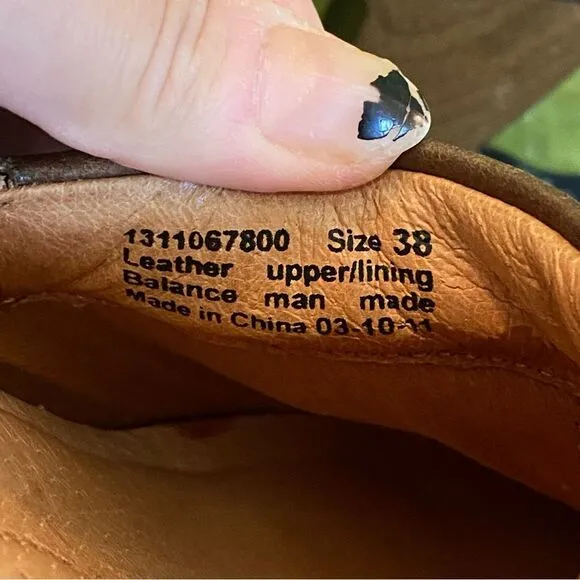 1311067800 Size 38
Leather upper/lining
Balance man made
Made in China 03-10-11